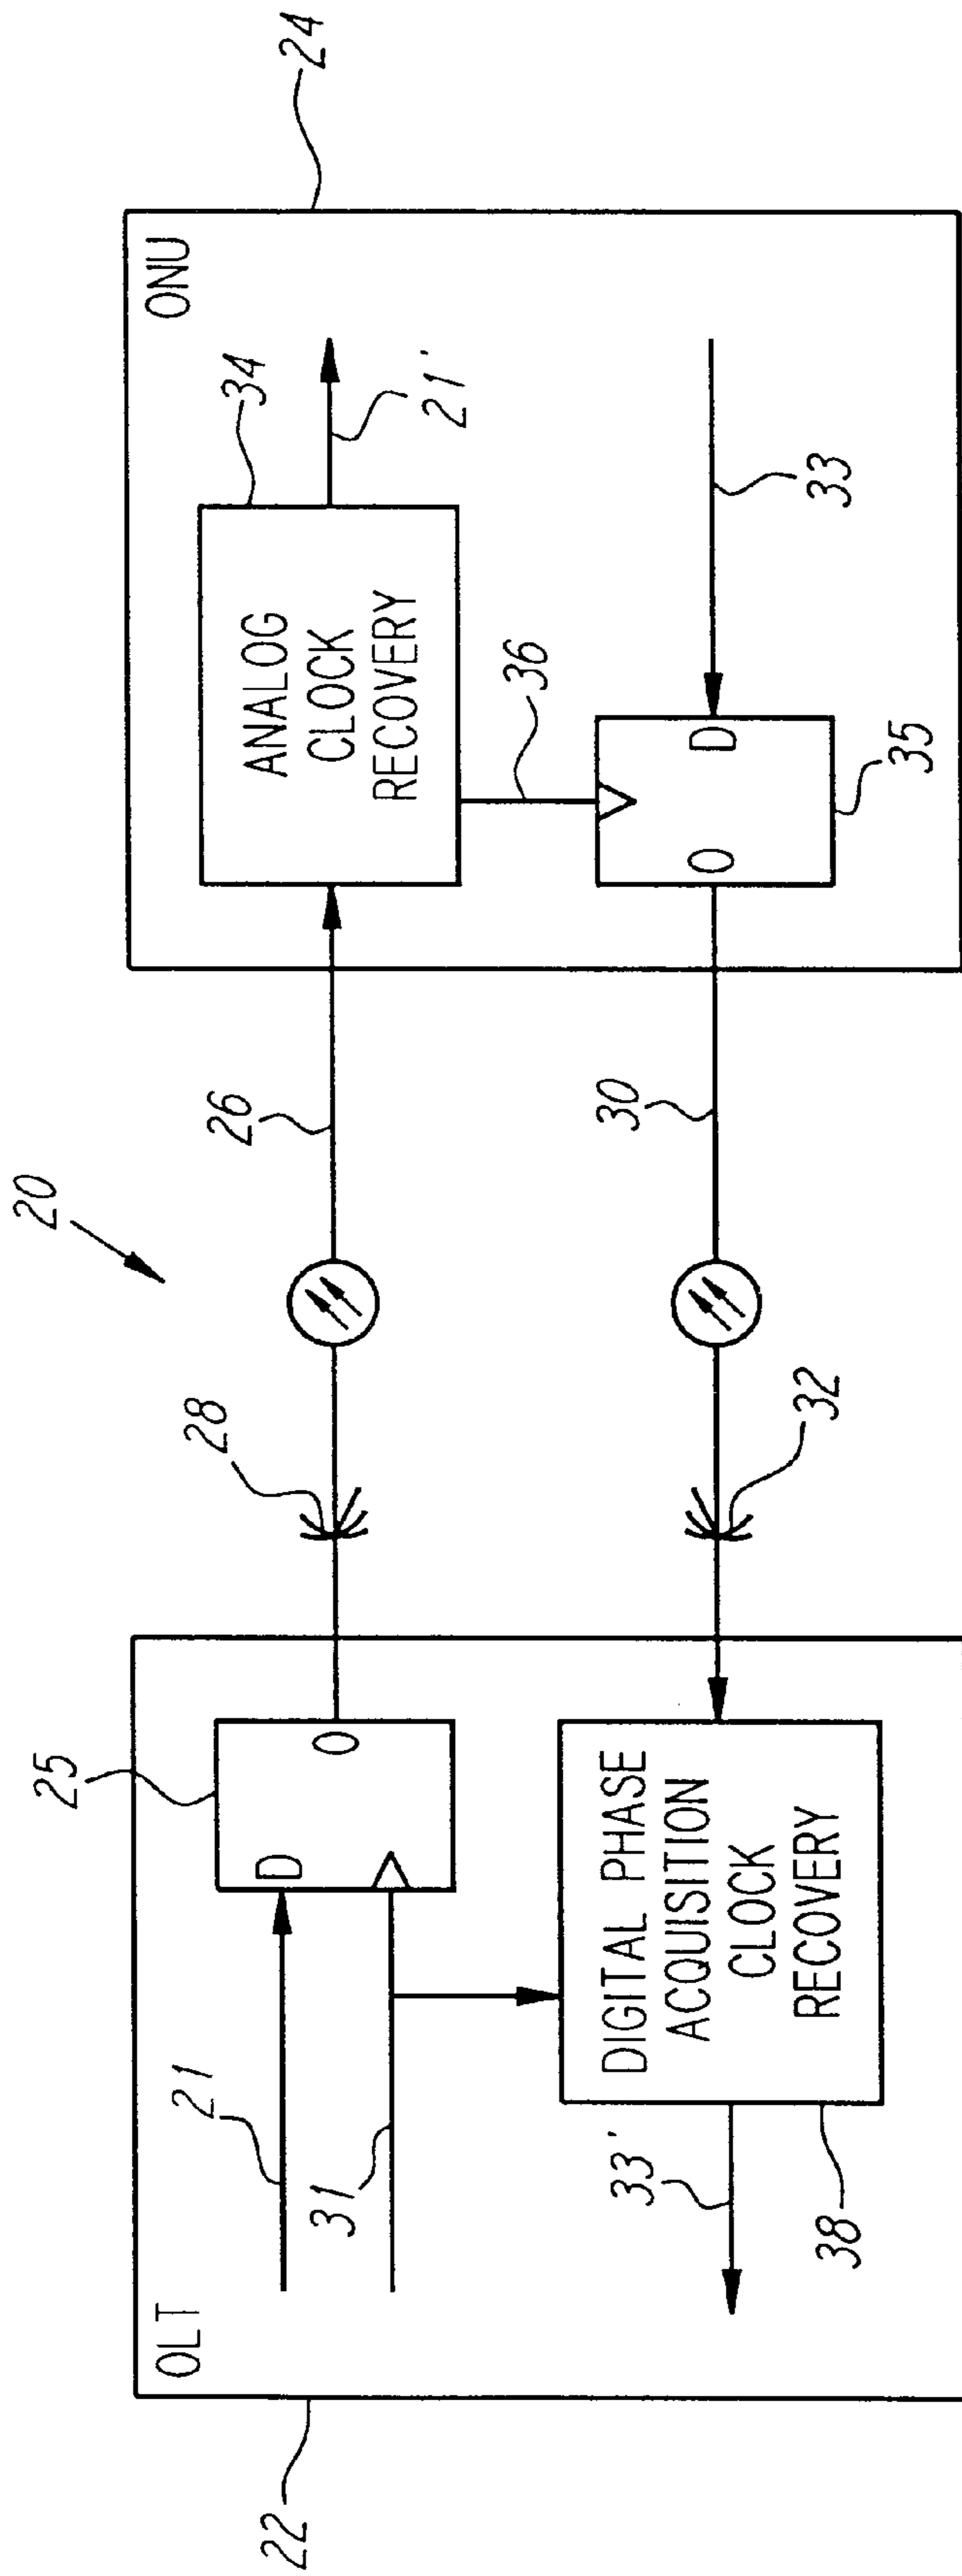 20
22
OLT
21
31
25
D
O
28
26
ONU
24
34
ANALOG
CLOCK
RECOVERY
21'
36
O
D
33
35
30
32
DIGITAL PHASE
ACQUISITION
CLOCK
RECOVERY
33'
38